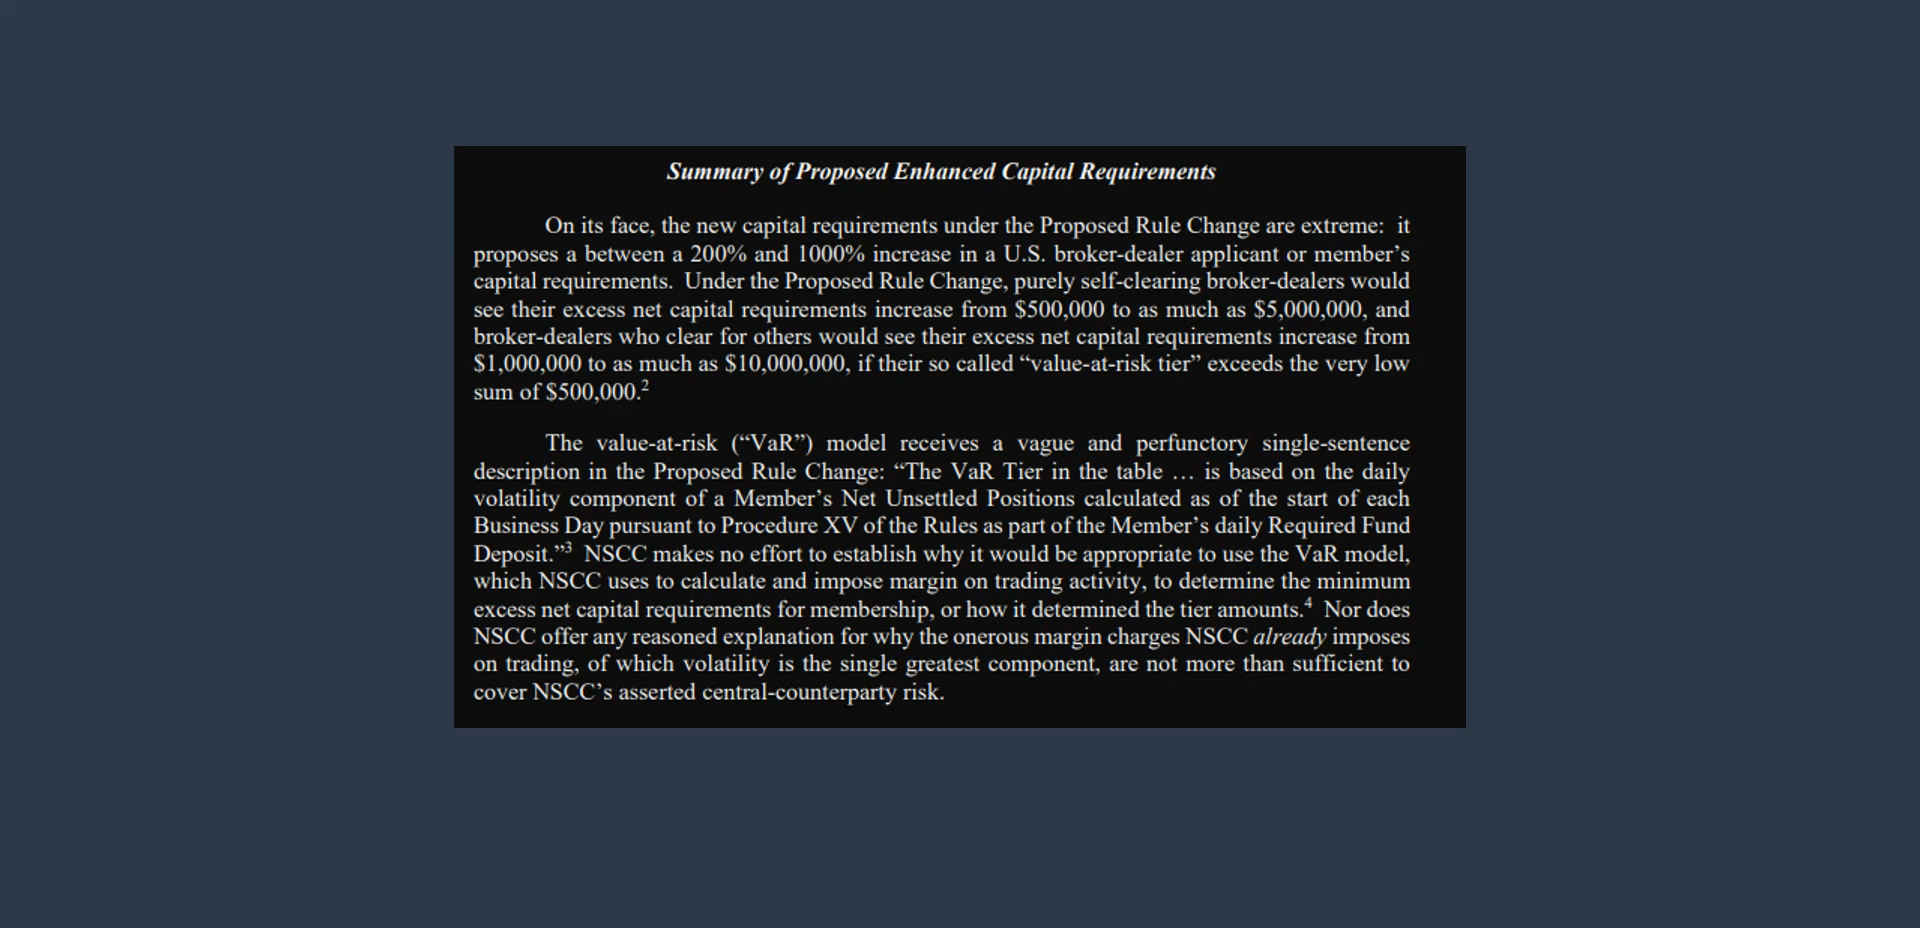 Summary of Proposed Enhanced Capital Requirements
On its face, the new capital requirements under the Proposed Rule Change are extreme:  it
proposes a between a 200% and 1000% increase in a U.S. broker-dealer applicant or member’s
capital requirements.  Under the Proposed Rule Change, purely self-clearing broker-dealers would
see their excess net capital requirements increase from $500,000 to as much as $5,000,000, and
broker-dealers who clear for others would see their excess net capital requirements increase from
$1,000,000 to as much as $10,000,000, if their so called “value-at-risk tier” exceeds the very low
sum of $500,000.²
The value-at-risk (“VaR”) model receives a vague and perfunctory single-sentence
description in the Proposed Rule Change: “The VaR Tier in the table … is based on the daily
volatility component of a Member’s Net Unsettled Positions calculated as of the start of each
Business Day pursuant to Procedure XV of the Rules as part of the Member’s daily Required Fund
Deposit.”³  NSCC makes no effort to establish why it would be appropriate to use the VaR model,
which NSCC uses to calculate and impose margin on trading activity, to determine the minimum
excess net capital requirements for membership, or how it determined the tier amounts.⁴  Nor does
NSCC offer any reasoned explanation for why the onerous margin charges NSCC already imposes
on trading, of which volatility is the single greatest component, are not more than sufficient to
cover NSCC’s asserted central-counterparty risk.